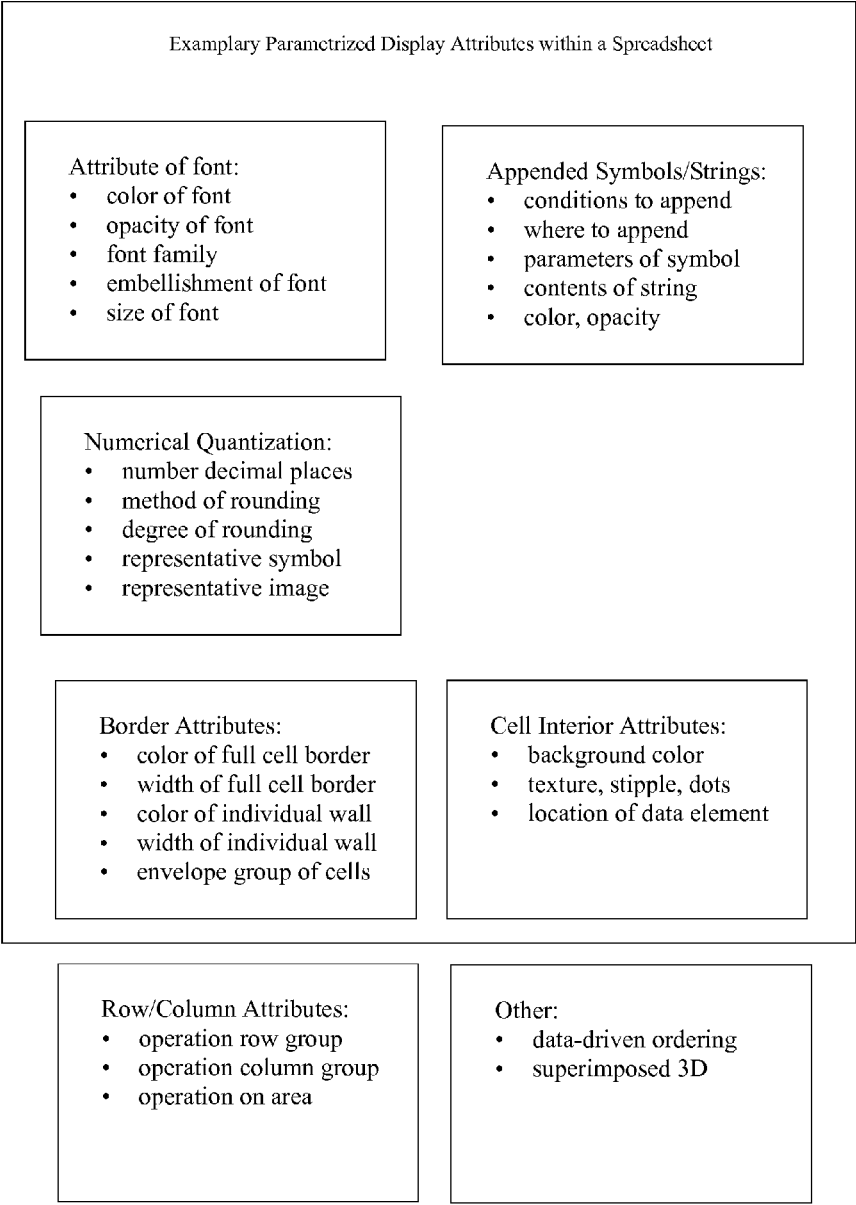 Examplary Parametrized Display Attributes within a Spreadsheet
Attribute of font:
• color of font
• opacity of font
• font family
• embellishment of font
• size of font
Appended Symbols/Strings:
• conditions to append
• where to append
• parameters of symbol
• contents of string
• color, opacity
Numerical Quantization:
• number decimal places
• method of rounding
• degree of rounding
• representative symbol
• representative image
Border Attributes:
• color of full cell border
• width of full cell border
• color of individual wall
• width of individual wall
• envelope group of cells
Cell Interior Attributes:
• background color
• texture, stipple, dots
• location of data element
Row/Column Attributes:
• operation row group
• operation column group
• operation on area
Other:
• data-driven ordering
• superimposed 3D